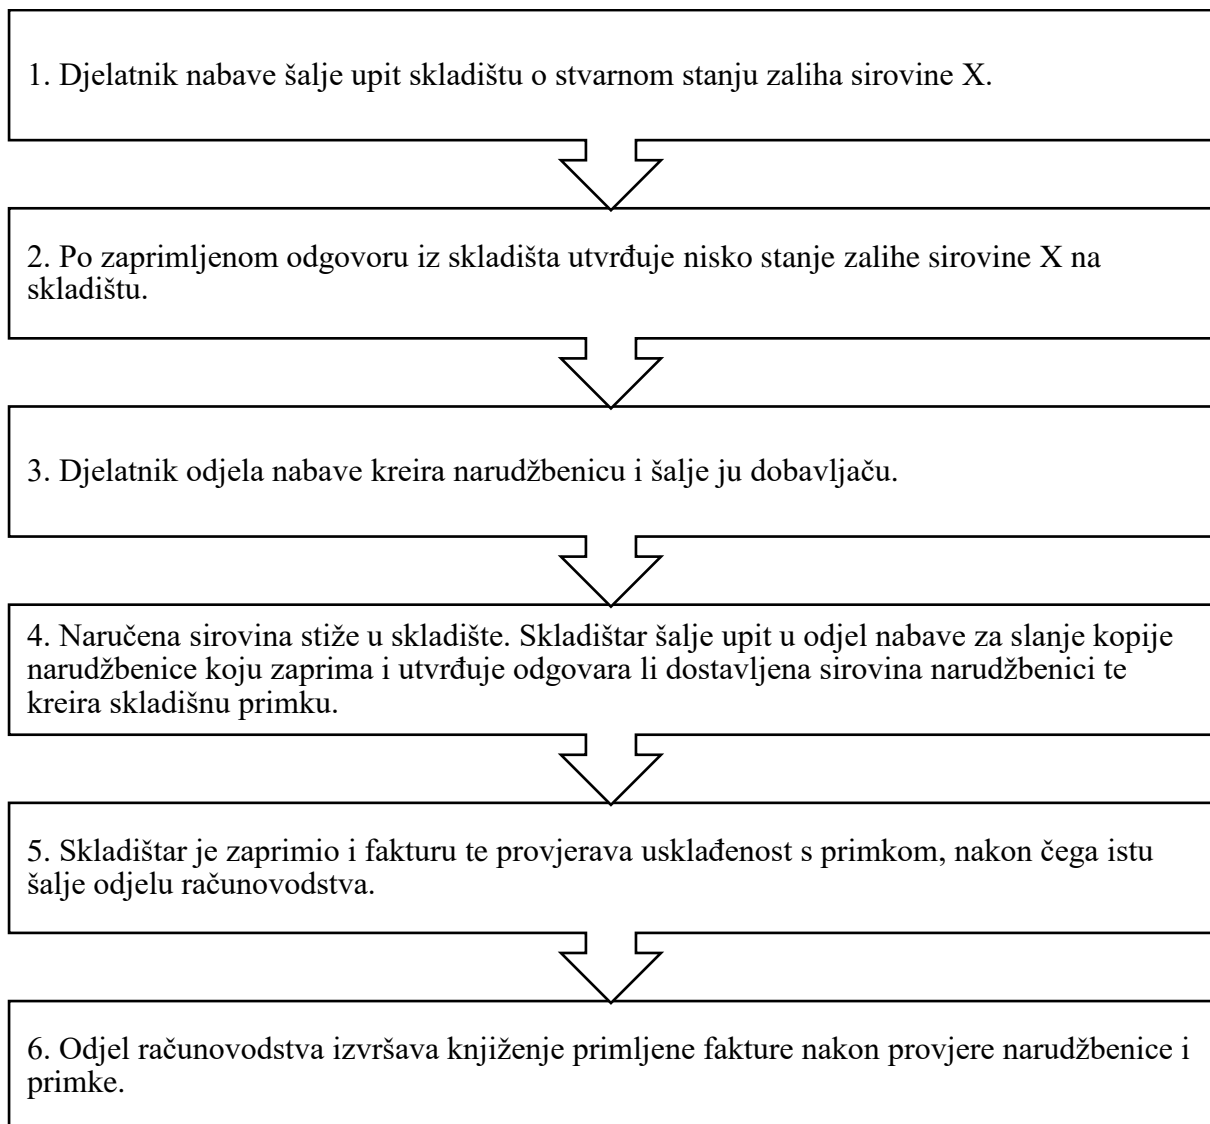 1. Djelatnik nabave šalje upit skladištu o stvarnom stanju zaliha sirovine X.
2. Po zaprimljenom odgovoru iz skladišta utvrđuje nisko stanje zalihe sirovine X na
skladištu.
3. Djelatnik odjela nabave kreira narudžbenicu i šalje ju dobavljaču.
4. Naručena sirovina stiže u skladište. Skladištar šalje upit u odjel nabave za slanje kopije
narudžbenice koju zaprima i utvrđuje odgovara li dostavljena sirovina narudžbenici te
kreira skladišnu primku.
5. Skladištar je zaprimio i fakturu te provjerava usklađenost s primkom, nakon čega istu
šalje odjelu računovodstva.
6. Odjel računovodstva izvršava knjiženje primljene fakture nakon provjere narudžbenice i
primke.